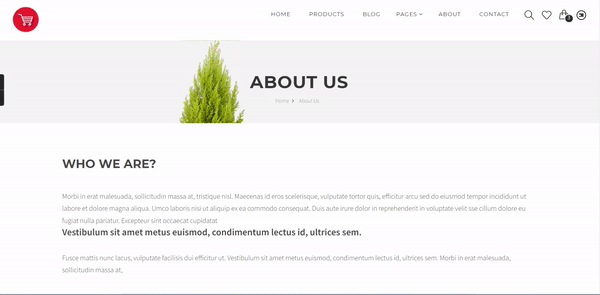 HOME PRODUCTS BLOG PAGES ABOUT CONTACT
ABOUT US
Home > About Us
WHO WE ARE?
Morbi in erat malesuada, sollicitudin massa at, tristique nisl. Maecenas id eros scelerisque, vulputate tortor quis, efficitur arcu sed do eiusmod tempor incididunt ut
labore et dolore magna aliqua. Umco laboris nisi ut aliquip ex ea commodo consequat. Duis aute irure dolor in reprehenderit in voluptate velit sse cillum dolore eu
fugiat nulla pariatur. Excepteur sint occaecat cupidatat
Vestibulum sit amet metus euismod, condimentum lectus id, ultrices sem.
Fusce mattis nunc lacus, vulputate facilisis dui efficitur ut. Vestibulum sit amet metus euismod, condimentum lectus id, ultrices sem. Morbi in erat malesuada,
sollicitudin massa at,